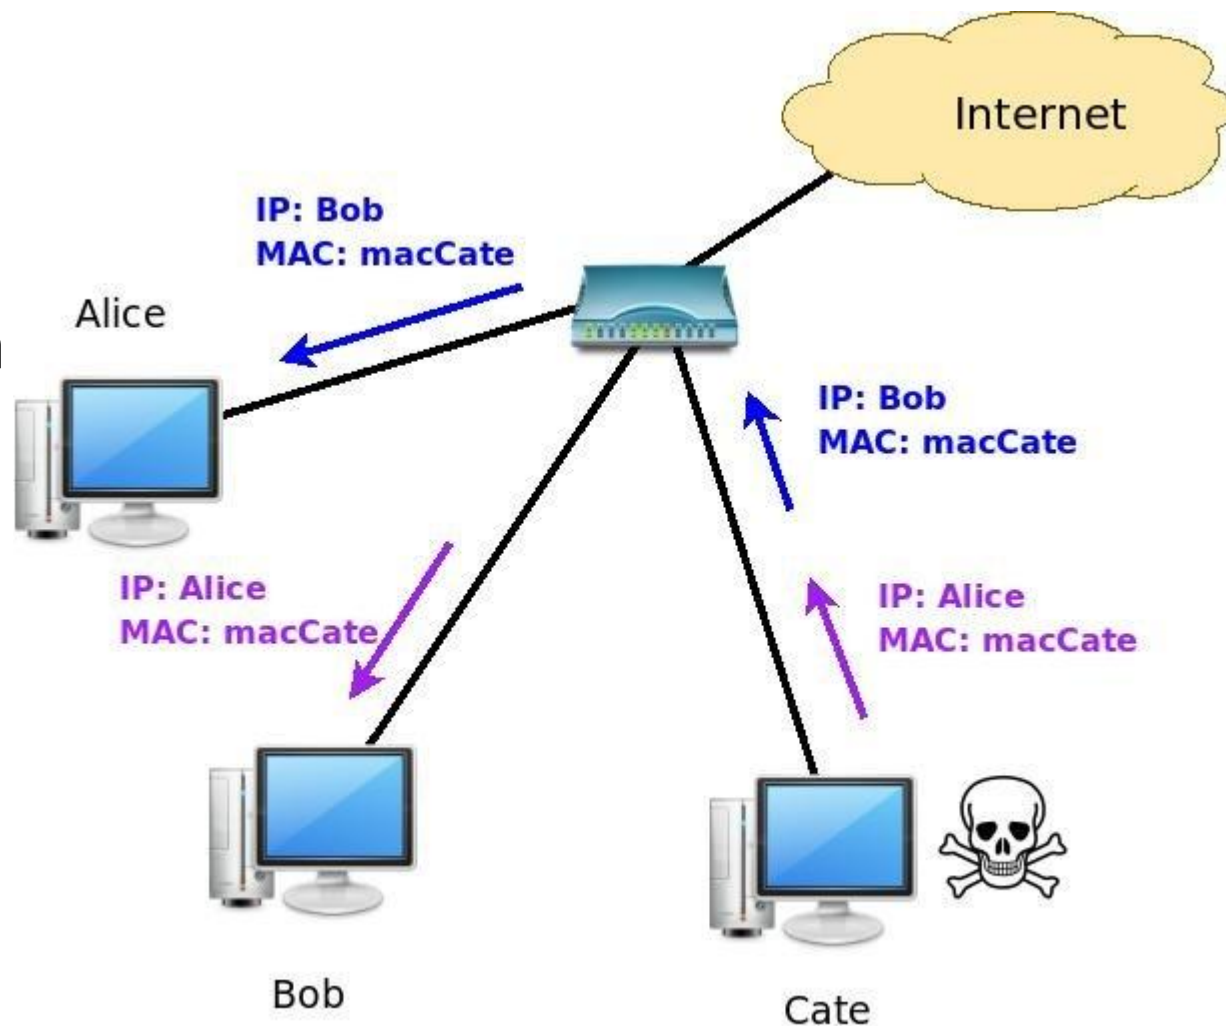 Internet
IP: Bob
MAC: macCate
Alice
IP: Bob
MAC: macCate
IP: Alice
MAC: macCate
IP: Alice
MAC: macCate
Bob
Cate